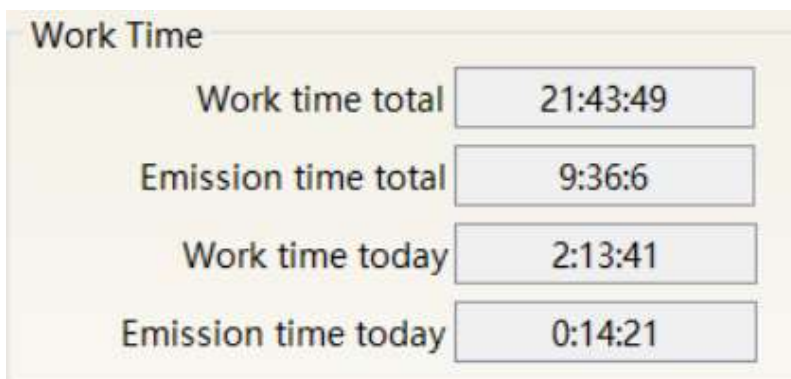 Work Time
Work time total 21:43:49
Emission time total 9:36:6
Work time today 2:13:41
Emission time today 0:14:21